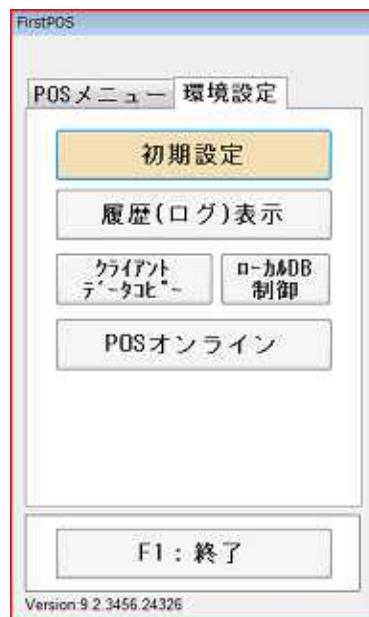 FirstPOS
POSメニュー 環境設定
初期設定
履歴(ログ)表示
ｸﾗｲｱﾝﾄ
ﾃﾞｰﾀｺﾋﾟｰ
ﾛｰｶﾙDB
制御
POSオンライン
F1：終了
Version:9.2.3456.24326